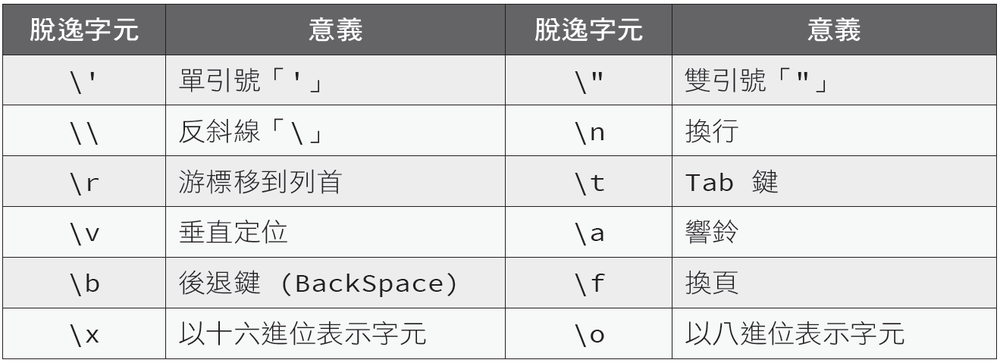 脫逸字元 意義 脫逸字元 意義
\' 單引號「'」 \" 雙引號「"」
\\ 反斜線「\」 \n 換行
\r 游標移到列首 \t Tab 鍵
\v 垂直定位 \a 響鈴
\b 後退鍵 (BackSpace) \f 換頁
\x 以十六進位表示字元 \o 以八進位表示字元